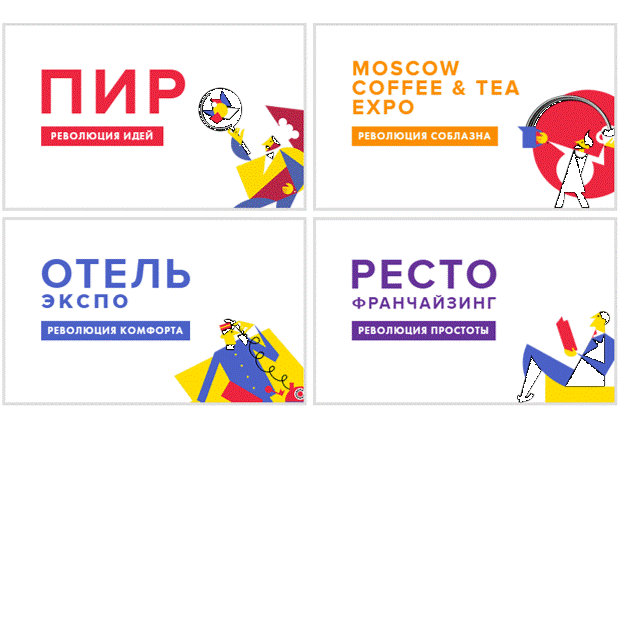 ПИР
РЕВОЛЮЦИЯ ИДЕЙ
MOSCOW
COFFEE & TEA
EXPO
РЕВОЛЮЦИЯ СОБЛАЗНА
ОТЕЛЬ
ЭКСПО
РЕВОЛЮЦИЯ КОМФОРТА
РЕСТО
ФРАНЧАЙЗИНГ
РЕВОЛЮЦИЯ ПРОСТОТЫ